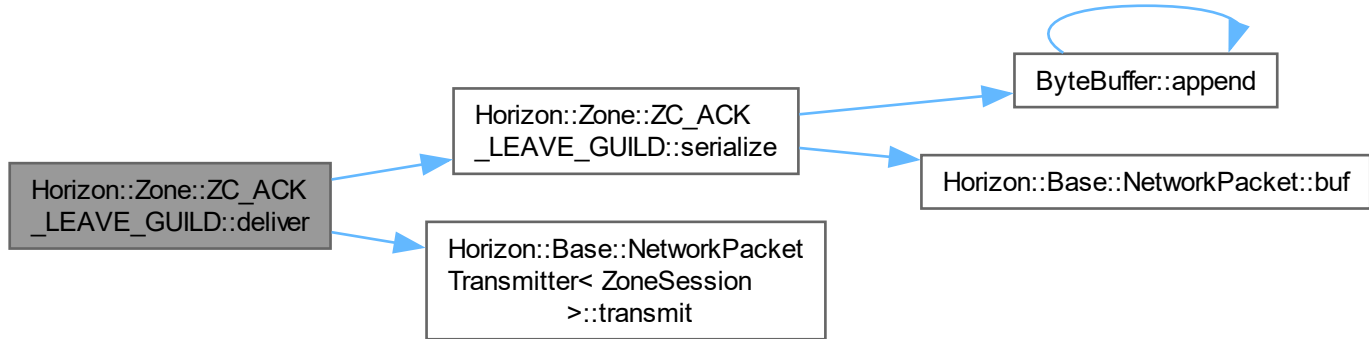 Horizon::Zone::ZC_ACK
_LEAVE_GUILD::deliver
Horizon::Zone::ZC_ACK
_LEAVE_GUILD::serialize
Horizon::Base::NetworkPacket
Transmitter< ZoneSession
>::transmit
ByteBuffer::append
Horizon::Base::NetworkPacket::buf